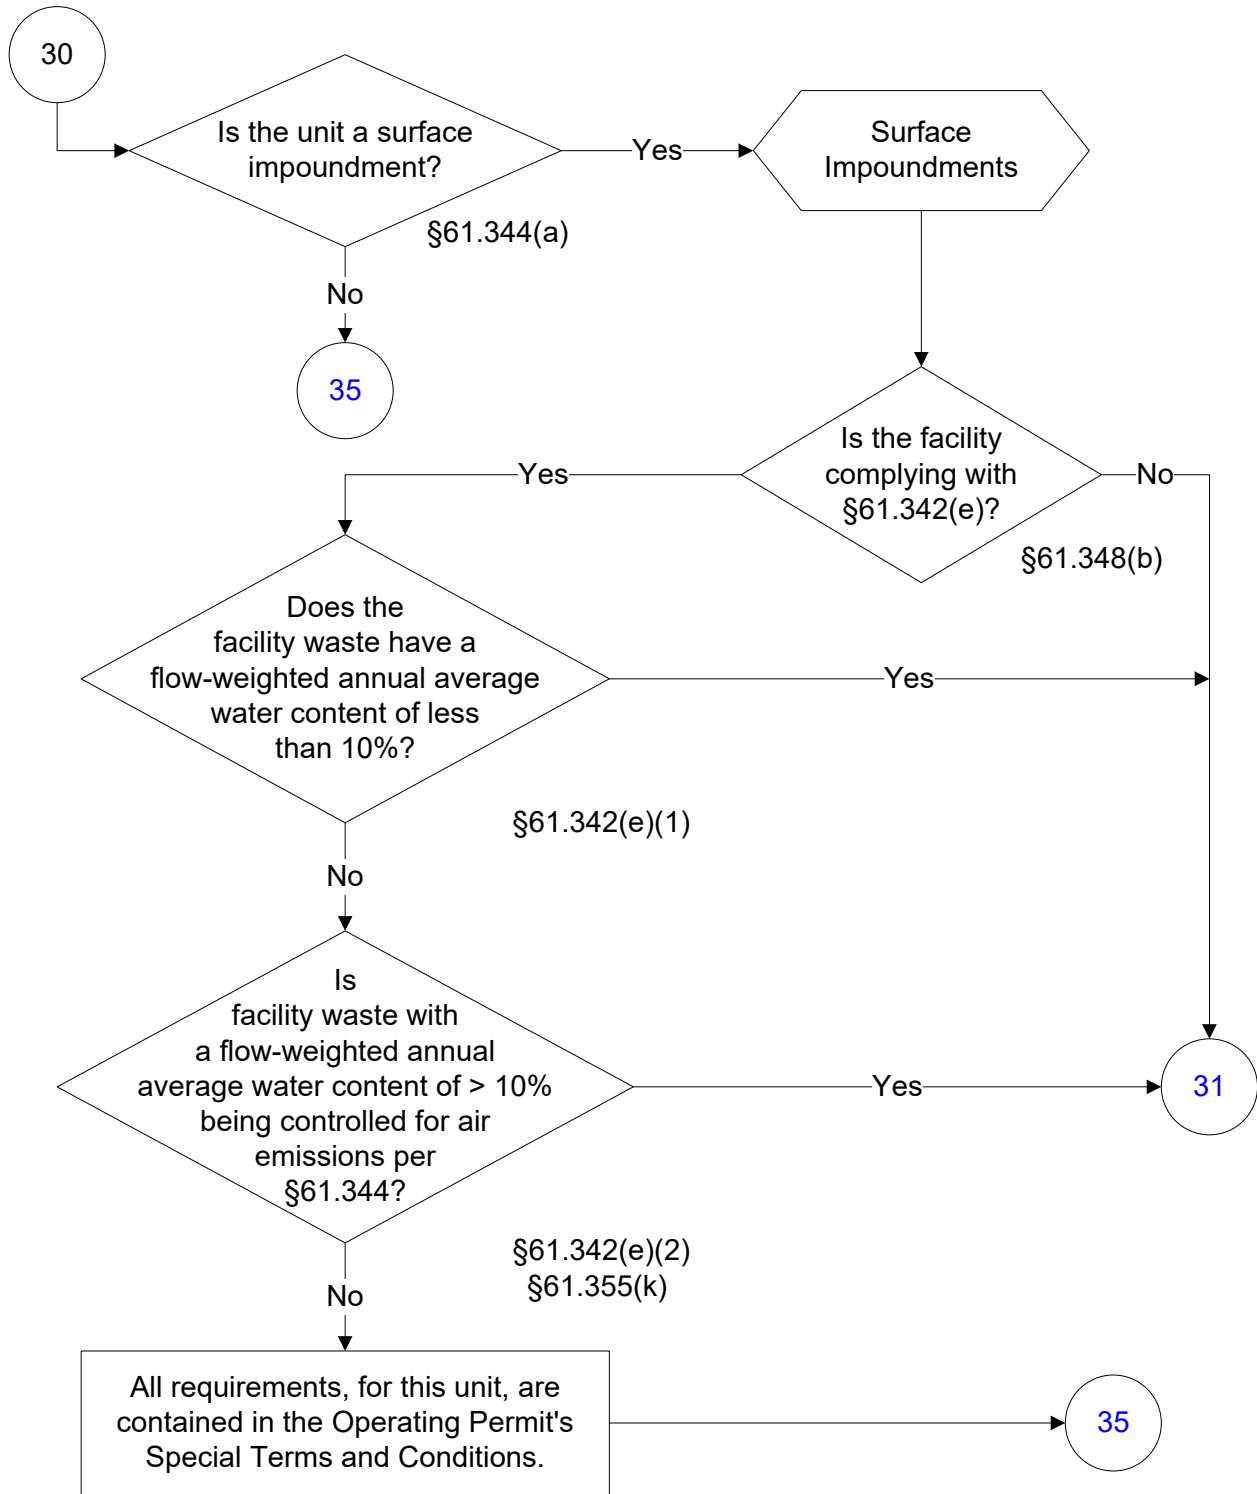 30
Is the unit a surface
impoundment?
Yes
Surface
Impoundments
§61.344(a)
No
35
Is the facility
complying with
§61.342(e)?
Yes
No
§61.348(b)
Does the
facility waste have a
flow-weighted annual average
water content of less
than 10%?
Yes
§61.342(e)(1)
No
Is
facility waste with
a flow-weighted annual
average water content of > 10%
being controlled for air
emissions per
§61.344?
Yes
31
§61.342(e)(2)
§61.355(k)
No
All requirements, for this unit, are
contained in the Operating Permit's
Special Terms and Conditions.
35